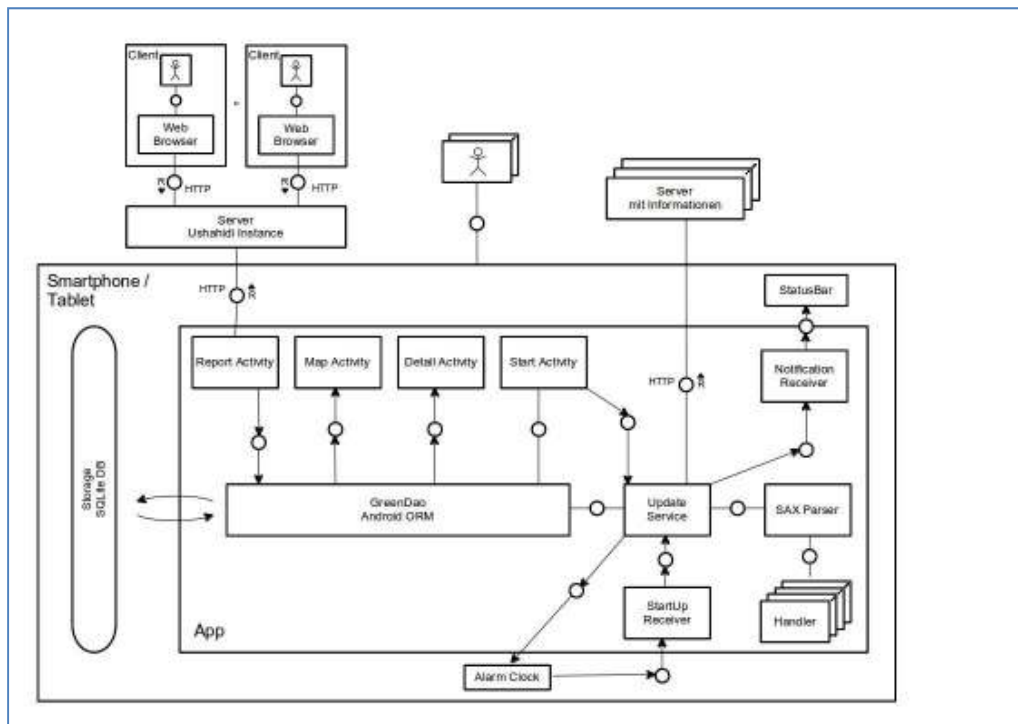 Client
Client
Web
Browser
Web
Browser
R
HTTP
R
HTTP
Server
Ushahidi Instance
Server
mit Informationen
Smartphone /
Tablet
HTTP
R
StatusBar
Report Activity
Map Activity
Detail Activity
Start Activity
HTTP
R
Notification
Receiver
Storage
SQLite DB
GreenDao
Android ORM
Update
Service
SAX Parser
StartUp
Receiver
Handler
App
Alarm Clock